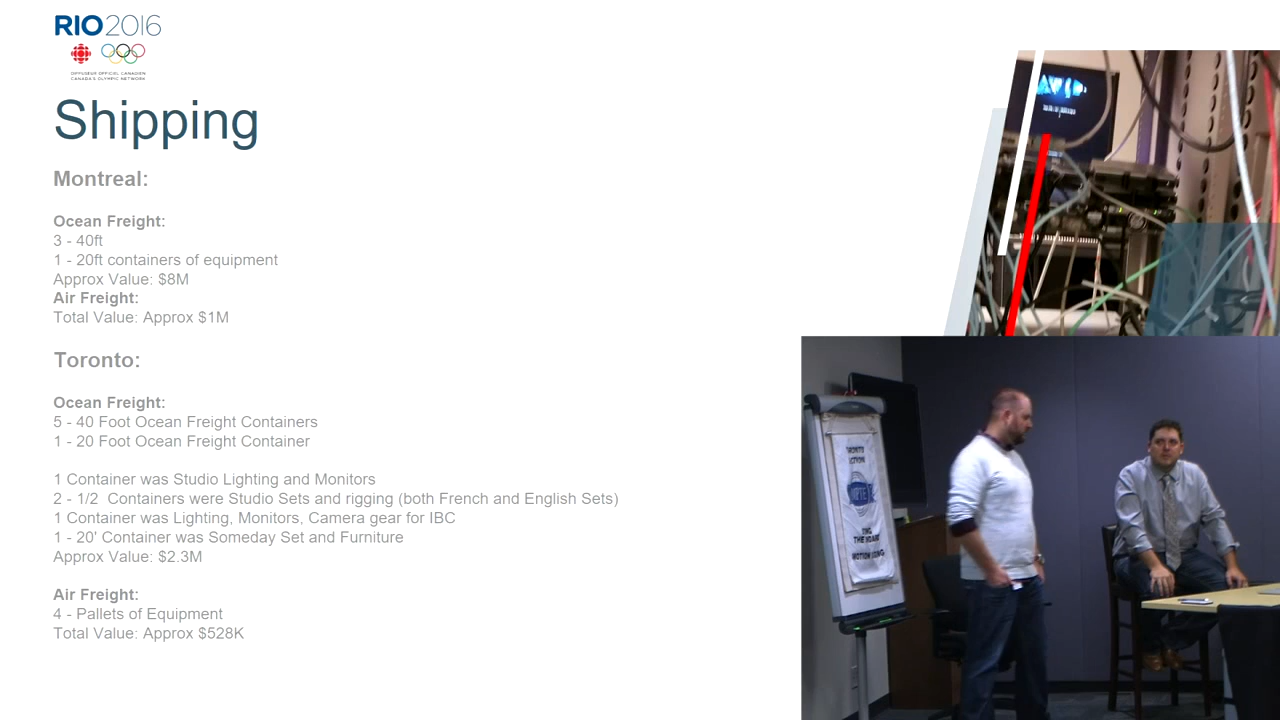 RIO2016
DIFFUSEUR OFFICIEL CANADIEN
CANADA'S OLYMPIC NETWORK
Shipping
Montreal:
Ocean Freight:
3 - 40ft
1 - 20ft containers of equipment
Approx Value: $8M
Air Freight:
Total Value: Approx $1M
Toronto:
Ocean Freight:
5 - 40 Foot Ocean Freight Containers
1 - 20 Foot Ocean Freight Container
1 Container was Studio Lighting and Monitors
2 - 1/2 Containers were Studio Sets and rigging (both French and English Sets)
1 Container was Lighting, Monitors, Camera gear for IBC
1 - 20' Container was Someday Set and Furniture
Approx Value: $2.3M
Air Freight:
4 - Pallets of Equipment
Total Value: Approx $528K